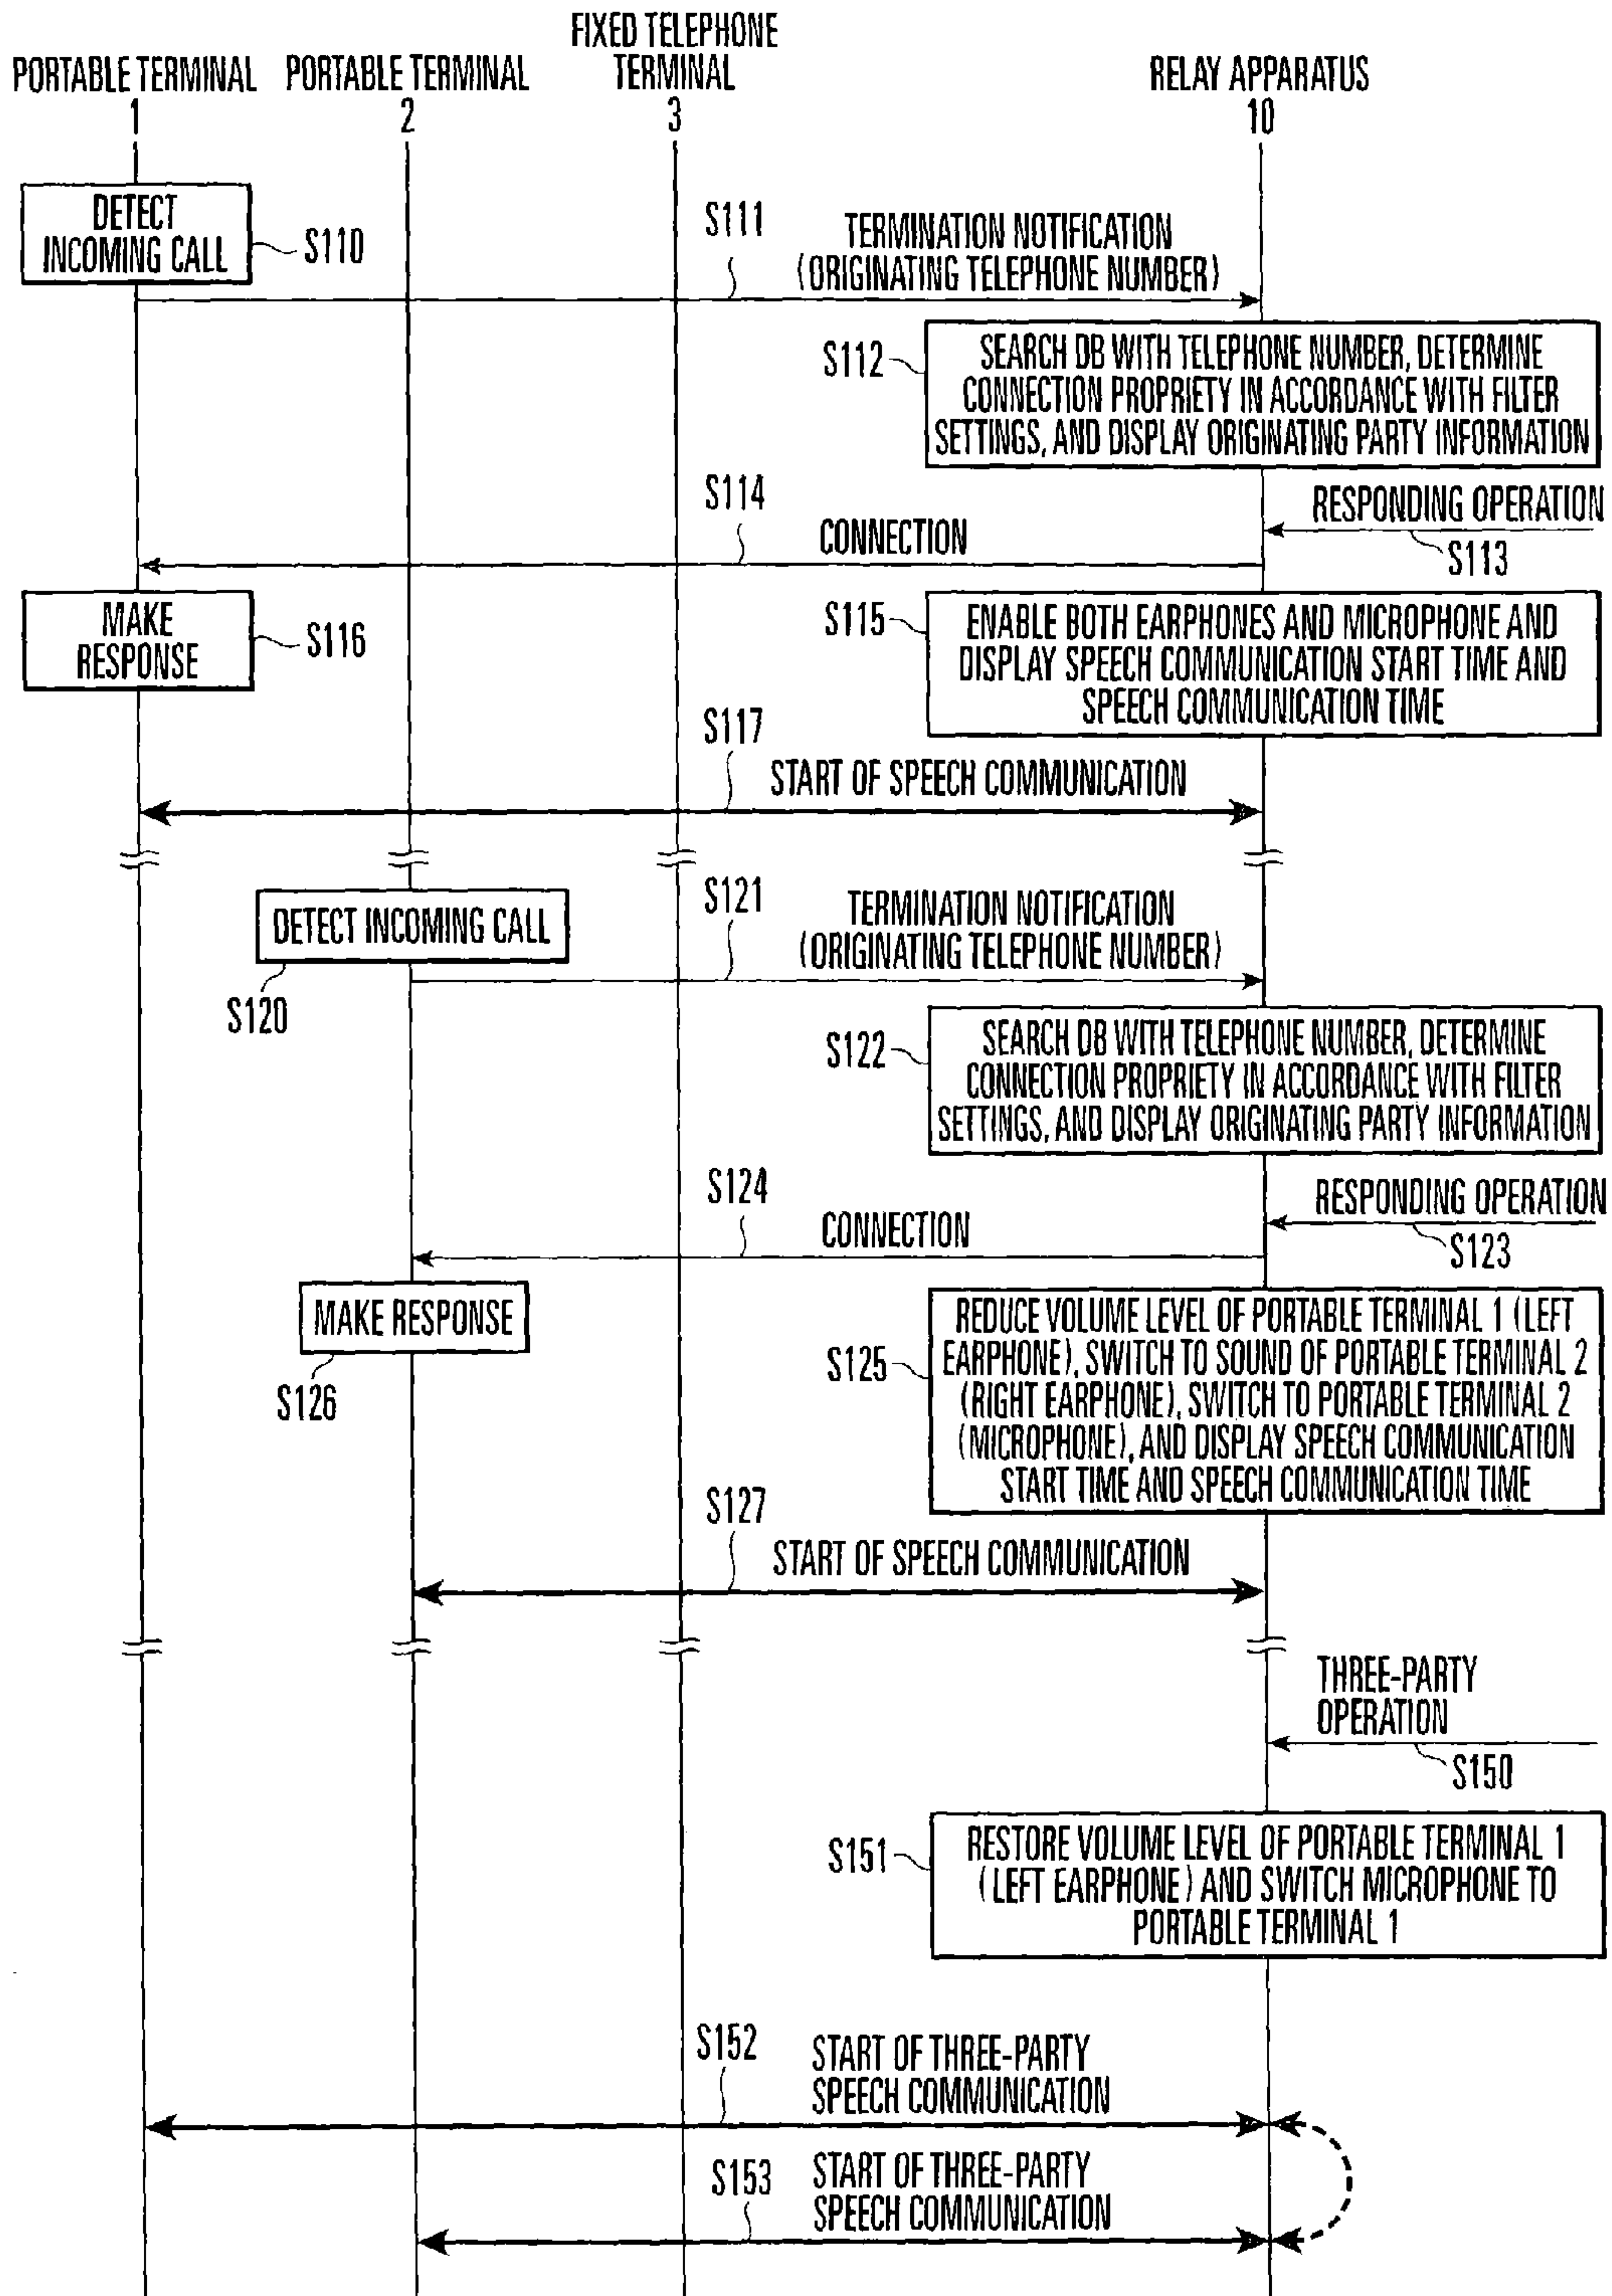 PORTABLE TERMINAL
1
PORTABLE TERMINAL
2
FIXED TELEPHONE
TERMINAL
3
RELAY APPARATUS
10
DETECT
INCOMING CALL
S110
S111
TERMINATION NOTIFICATION
(ORIGINATING TELEPHONE NUMBER)
S112
SEARCH DB WITH TELEPHONE NUMBER, DETERMINE
CONNECTION PROPRIETY IN ACCORDANCE WITH FILTER
SETTINGS, AND DISPLAY ORIGINATING PARTY INFORMATION
RESPONDING OPERATION
S113
S114
CONNECTION
MAKE
RESPONSE
S116
S115
ENABLE BOTH EARPHONES AND MICROPHONE AND
DISPLAY SPEECH COMMUNICATION START TIME AND
SPEECH COMMUNICATION TIME
S117
START OF SPEECH COMMUNICATION
DETECT INCOMING CALL
S120
S121
TERMINATION NOTIFICATION
(ORIGINATING TELEPHONE NUMBER)
S122
SEARCH DB WITH TELEPHONE NUMBER, DETERMINE
CONNECTION PROPRIETY IN ACCORDANCE WITH FILTER
SETTINGS, AND DISPLAY ORIGINATING PARTY INFORMATION
RESPONDING OPERATION
S123
S124
CONNECTION
MAKE RESPONSE
S126
S125
REDUCE VOLUME LEVEL OF PORTABLE TERMINAL 1 (LEFT
EARPHONE), SWITCH TO SOUND OF PORTABLE TERMINAL 2
(RIGHT EARPHONE), SWITCH TO PORTABLE TERMINAL 2
(MICROPHONE), AND DISPLAY SPEECH COMMUNICATION
START TIME AND SPEECH COMMUNICATION TIME
S127
START OF SPEECH COMMUNICATION
THREE-PARTY
OPERATION
S150
S151
RESTORE VOLUME LEVEL OF PORTABLE TERMINAL 1
(LEFT EARPHONE) AND SWITCH MICROPHONE TO
PORTABLE TERMINAL 1
S152
START OF THREE-PARTY
SPEECH COMMUNICATION
S153
START OF THREE-PARTY
SPEECH COMMUNICATION